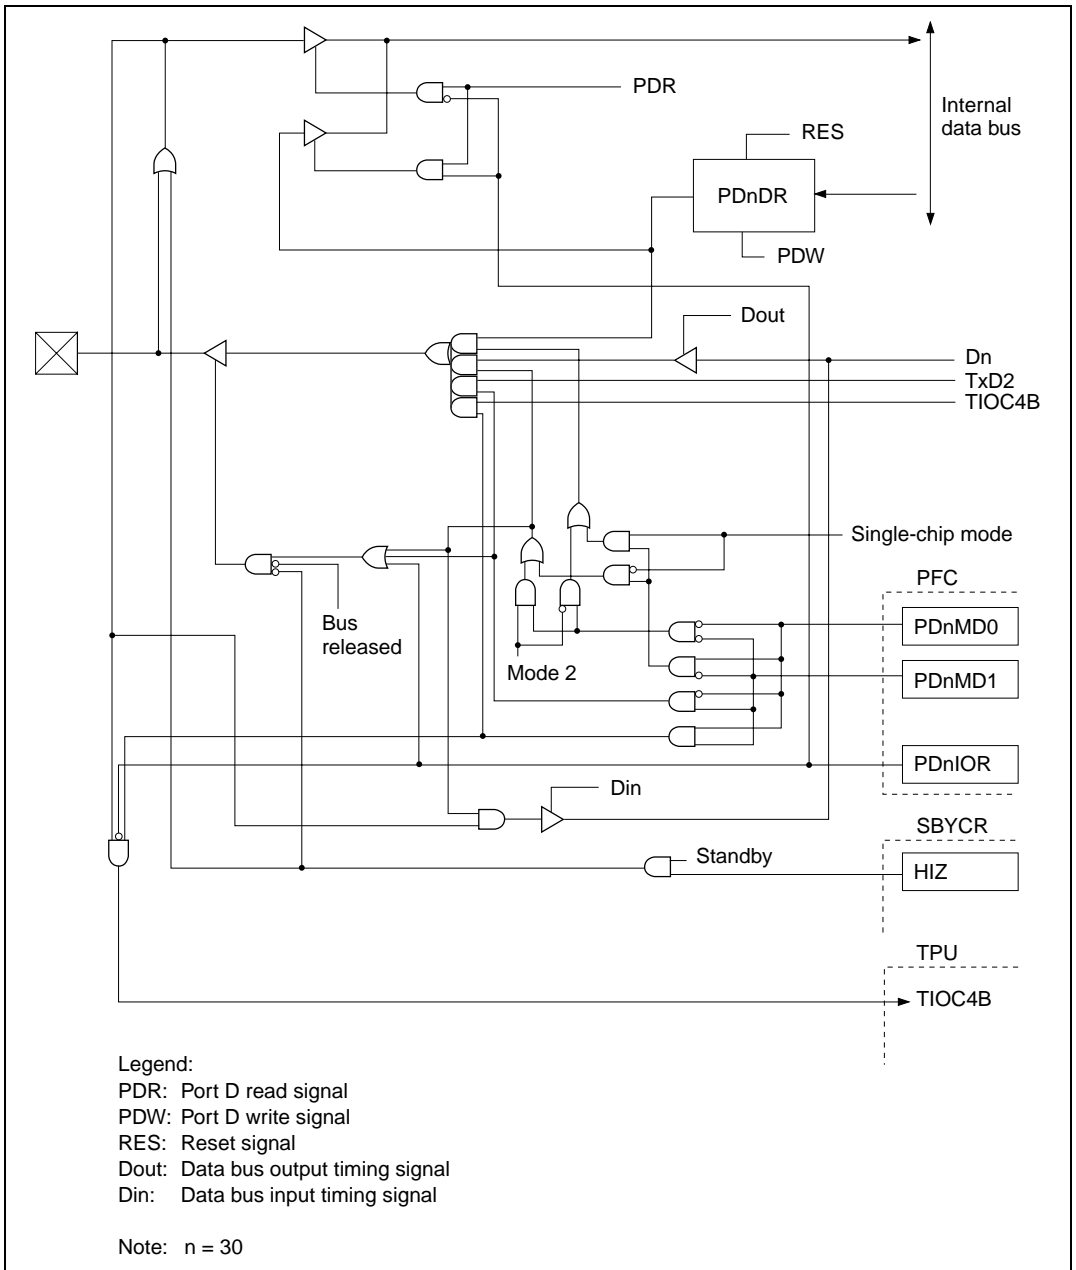 PDR
Internal
data bus
RES
PDnDR
PDW
Dout
Dn
TxD2
TIOC4B
Single-chip mode
PFC
Bus
released
PDnMD0
Mode 2
PDnMD1
PDnIOR
Din
SBYCR
Standby
HIZ
TPU
TIOC4B
Legend:
PDR: Port D read signal
PDW: Port D write signal
RES: Reset signal
Dout: Data bus output timing signal
Din: Data bus input timing signal
Note: n = 30